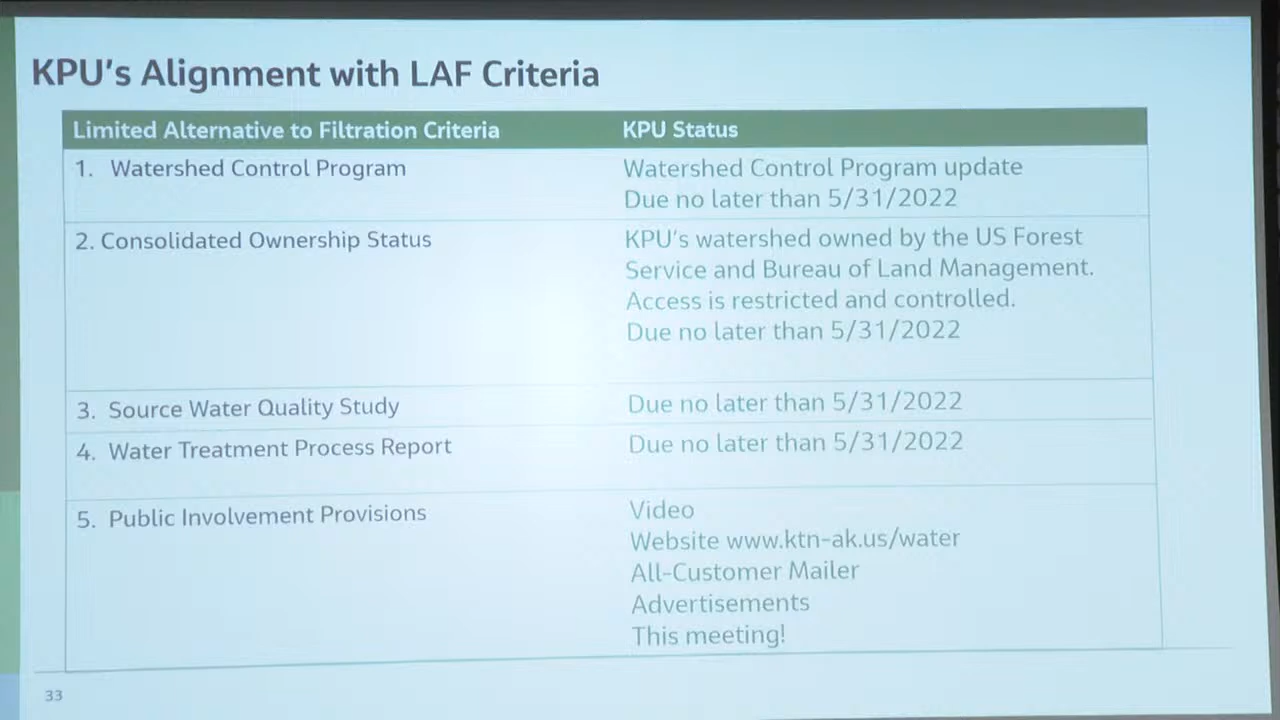 KPU's Alignment with LAF Criteria
Limited Alternative to Filtration Criteria
KPU Status
1. Watershed Control Program
Watershed Control Program update
Due no later than 5/31/2022
2. Consolidated Ownership Status
KPU's watershed owned by the US Forest
Service and Bureau of Land Management.
Access is restricted and controlled.
Due no later than 5/31/2022
3. Source Water Quality Study
Due no later than 5/31/2022
4. Water Treatment Process Report
Due no later than 5/31/2022
5. Public Involvement Provisions
Video
Website www.ktn-ak.us/water
All-Customer Mailer
Advertisements
This meeting!
33